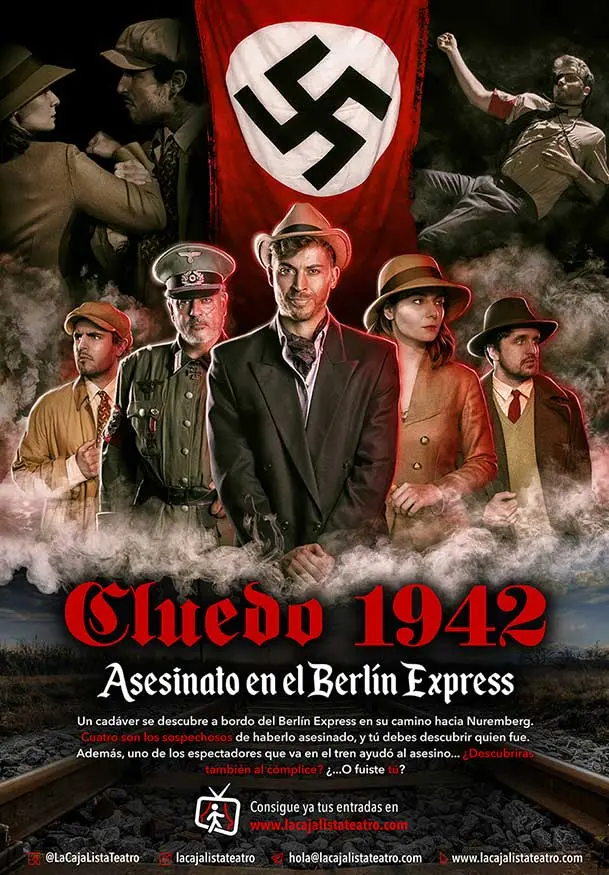 Cluedo 1942
Asesinato en el Berlín Express
Un cadáver se descubre a bordo del Berlín Express en su camino hacia Nuremberg.
Cuatro son los sospechosos de haberlo asesinado, y tú debes descubrir quien fue.
Además, uno de los espectadores que va en el tren ayudó al asesino... ¿Descubrirás
también al cómplice? ¿...O fuiste tú?
Consigue ya tus entradas en
www.lacajalistateatro.com
@LaCajaListaTeatro lacajalistateatro hola@lacajalistateatro.com www.lacajalistateatro.com